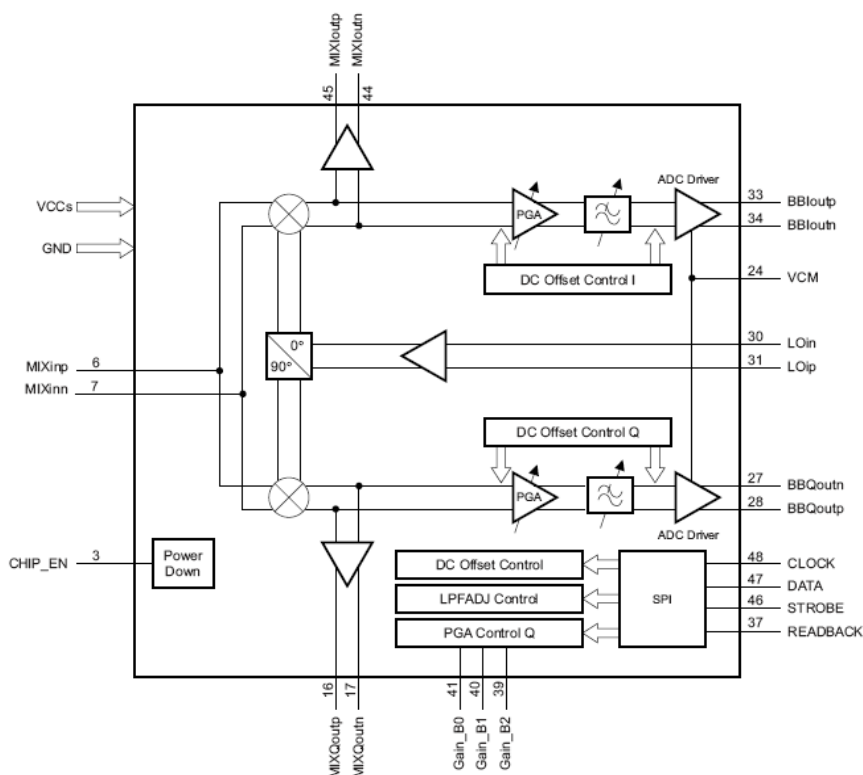 MIXIoutp
MIXIoutn
45
44
ADC Driver
VCCs
33
BBIoutp
PGA
34
BBIoutn
GND
DC Offset Control I
24
VCM
0°
30
LOin
MIXinp
6
90°
31
LOip
MIXinn
7
DC Offset Control Q
27
BBQoutn
PGA
28
BBQoutp
ADC Driver
CHIP_EN
3
Power
Down
DC Offset Control
48
CLOCK
47
DATA
LPFADJ Control
SPI
46
STROBE
PGA Control Q
37
READBACK
16
17
41
40
39
MIXQoutp
MIXQoutn
Gain_B0
Gain_B1
Gain_B2